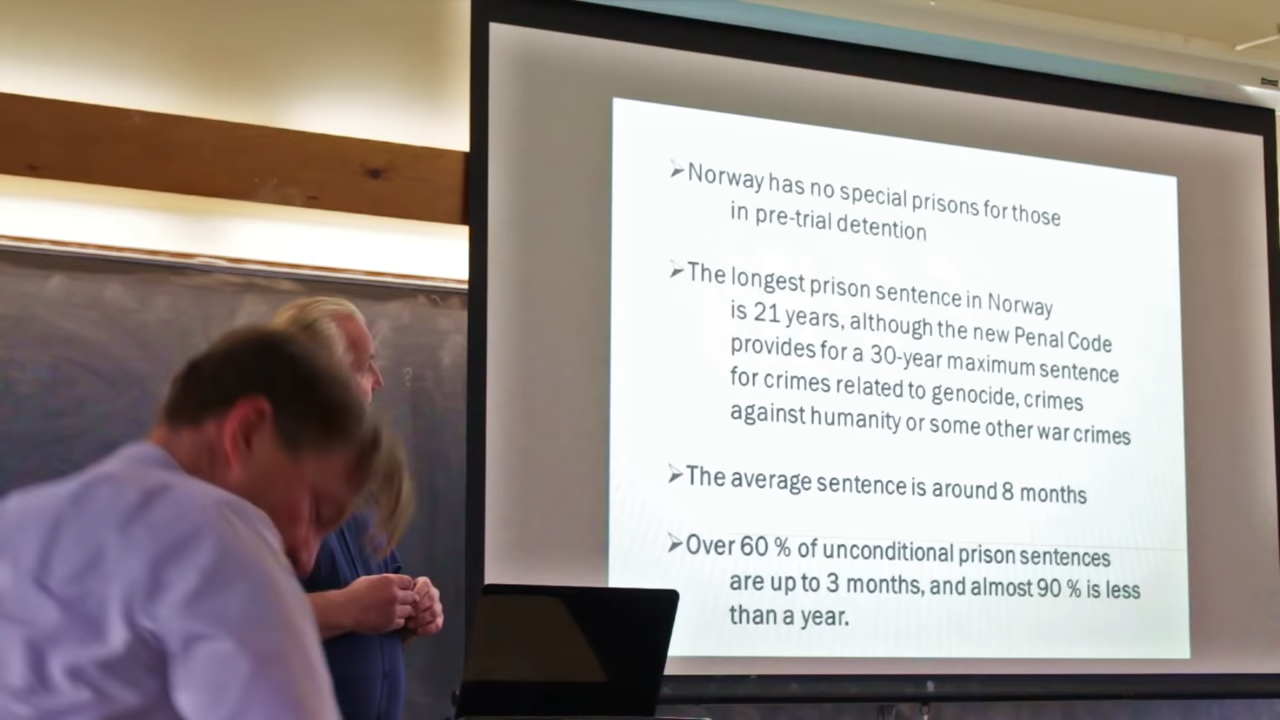 ➢Norway has no special prisons for those
in pre-trial detention
➢The longest prison sentence in Norway
is 21 years, although the new Penal Code
provides for a 30-year maximum sentence
for crimes related to genocide, crimes
against humanity or some other war crimes
➢The average sentence is around 8 months
➢Over 60 % of unconditional prison sentences
are up to 3 months, and almost 90 % is less
than a year.